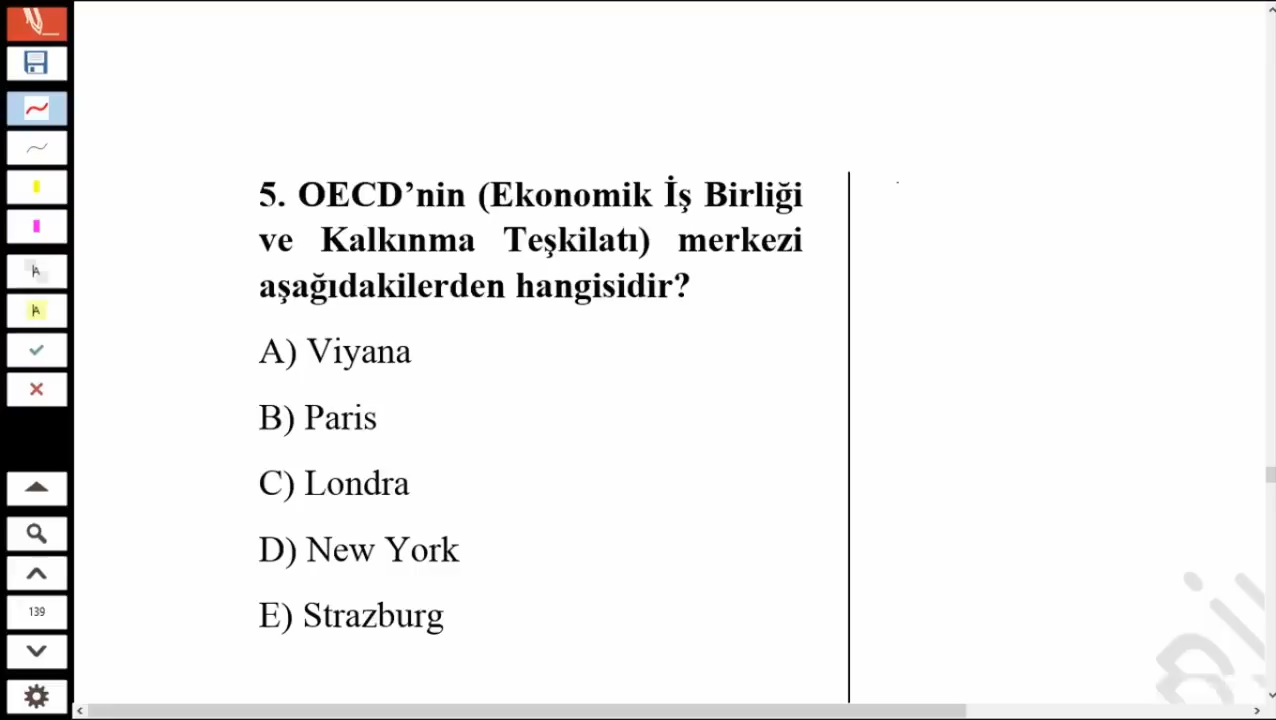 5. OECD’nin (Ekonomik İş Birliği
ve Kalkınma Teşkilatı) merkezi
aşağıdakilerden hangisidir?
A) Viyana
B) Paris
C) Londra
D) New York
E) Strazburg
139